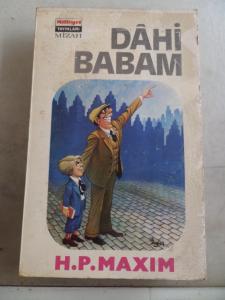 Milliyet
YAYINLARI
MİZAH
DÂHİ
BABAM
H.P.MAXIM